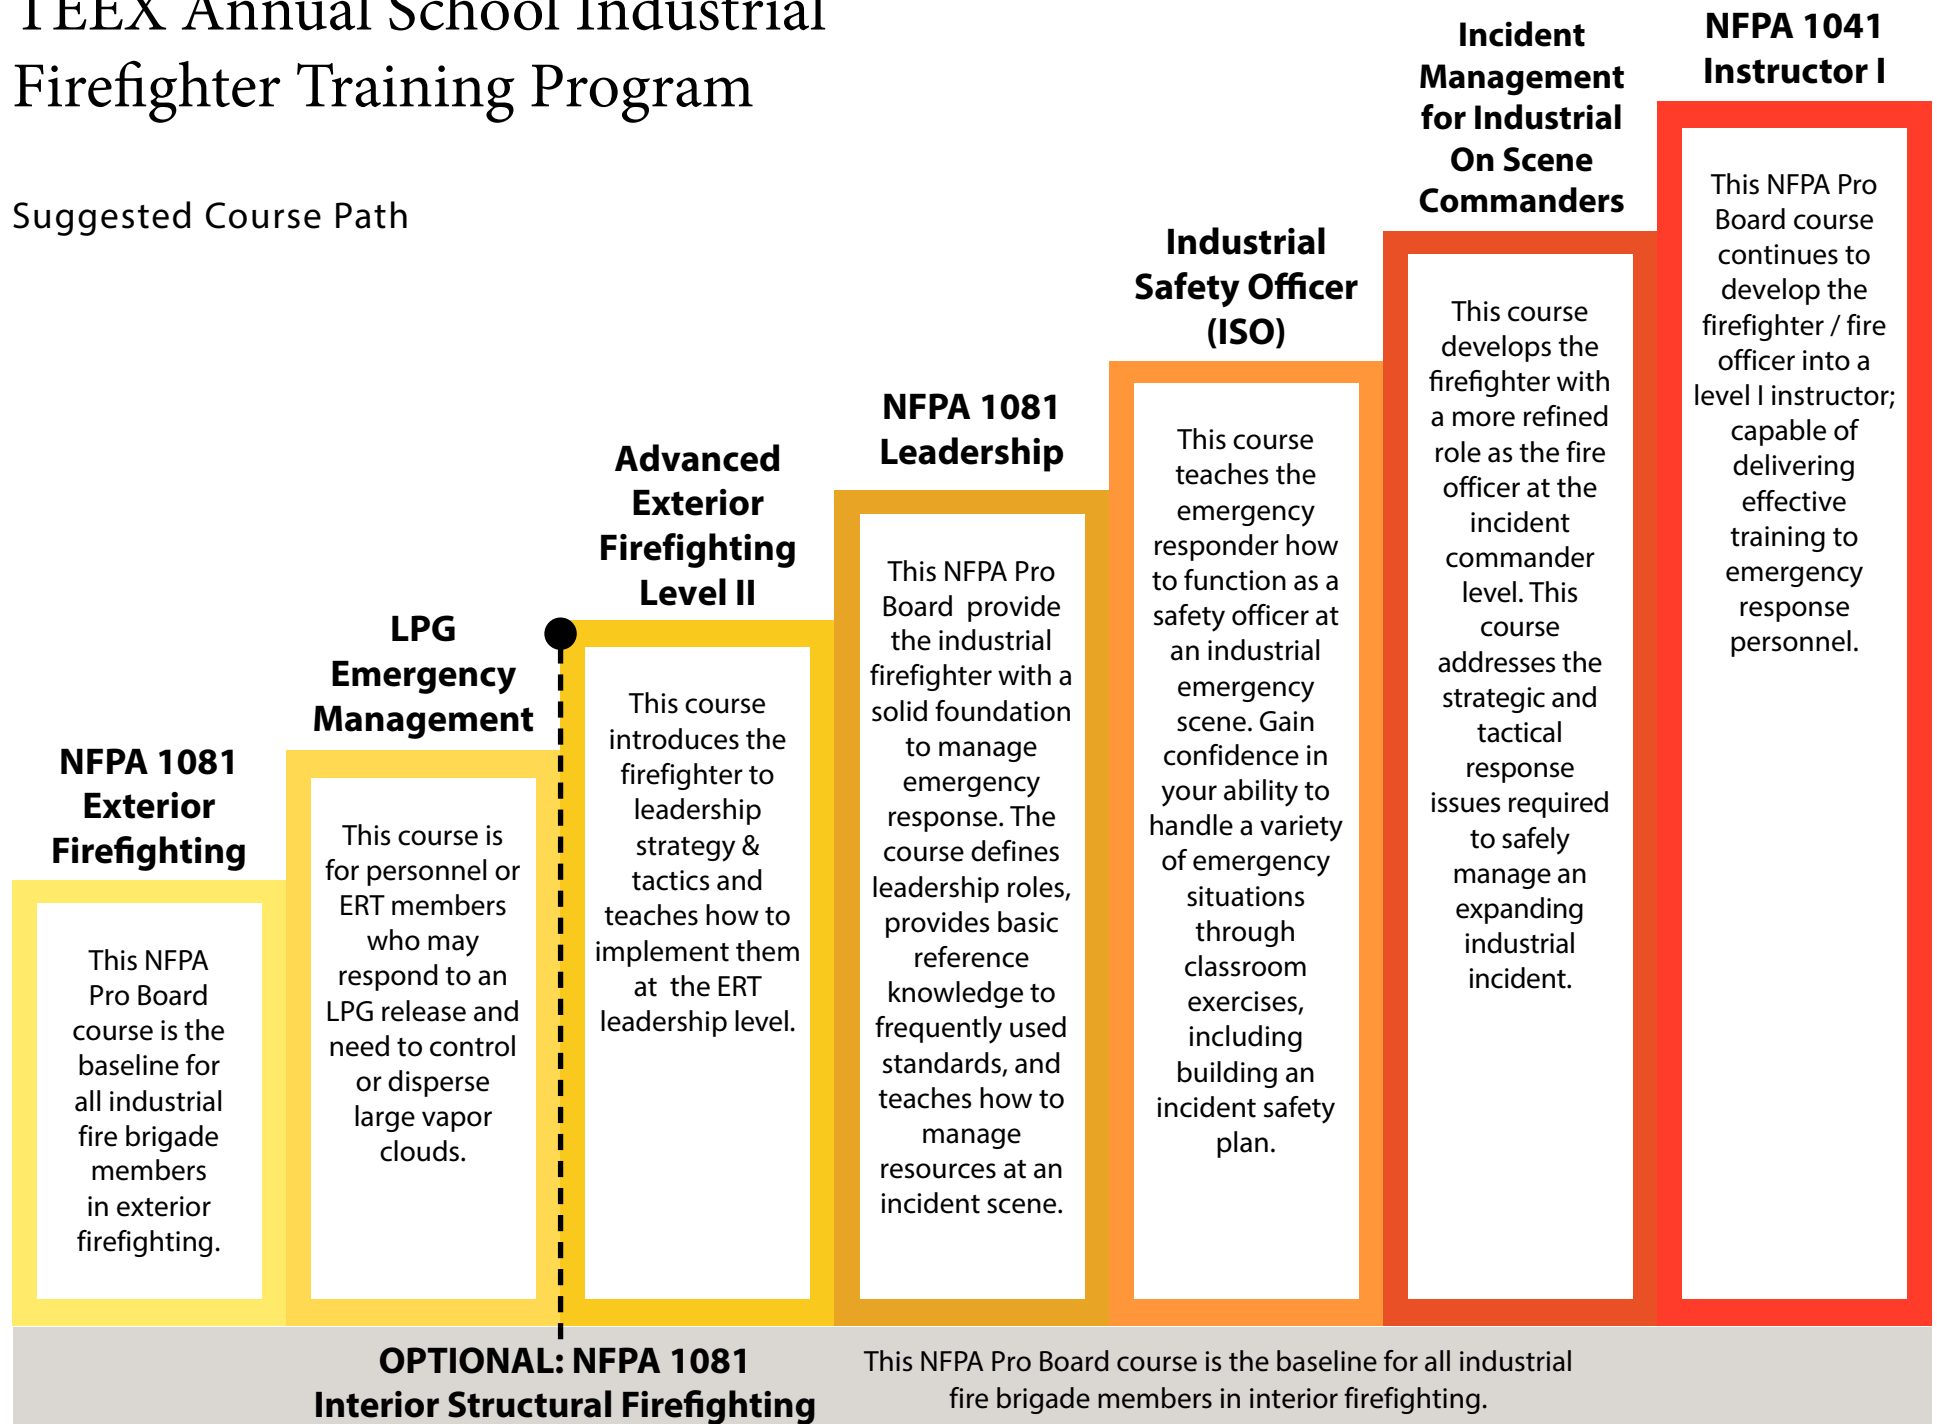 TEEX Annual School Industrial
Firefighter Training Program
Suggested Course Path
NFPA 1081
Exterior
Firefighting
This NFPA
Pro Board
course is the
baseline for
all industrial
fire brigade
members
in exterior
firefighting.
LPG
Emergency
Management
This course is
for personnel or
ERT members
who may
respond to an
LPG release and
need to control
or disperse
large vapor
clouds.
Advanced
Exterior
Firefighting
Level II
This course
introduces the
firefighter to
leadership
strategy &
tactics and
teaches how to
implement them
at the ERT
leadership level.
NFPA 1081
Leadership
This NFPA Pro
Board provide
the industrial
firefighter with a
solid foundation
to manage
emergency
response. The
course defines
leadership roles,
provides basic
reference
knowledge to
frequently used
standards, and
teaches how to
manage
resources at an
incident scene.
Industrial
Safety Officer
(ISO)
This course
teaches the
emergency
responder how
to function as a
safety officer at
an industrial
emergency
scene. Gain
confidence in
your ability to
handle a variety
of emergency
situations
through
classroom
exercises,
including
building an
incident safety
plan.
Incident
Management
for Industrial
On Scene
Commanders
This course
develops the
firefighter with
a more refined
role as the fire
officer at the
incident
commander
level. This
course
addresses the
strategic and
tactical
response
issues required
to safely
manage an
expanding
industrial
incident.
NFPA 1041
Instructor I
This NFPA Pro
Board course
continues to
develop the
firefighter / fire
officer into a
level I instructor;
capable of
delivering
effective
training to
emergency
response
personnel.
OPTIONAL: NFPA 1081
Interior Structural Firefighting
This NFPA Pro Board course is the baseline for all industrial
fire brigade members in interior firefighting.